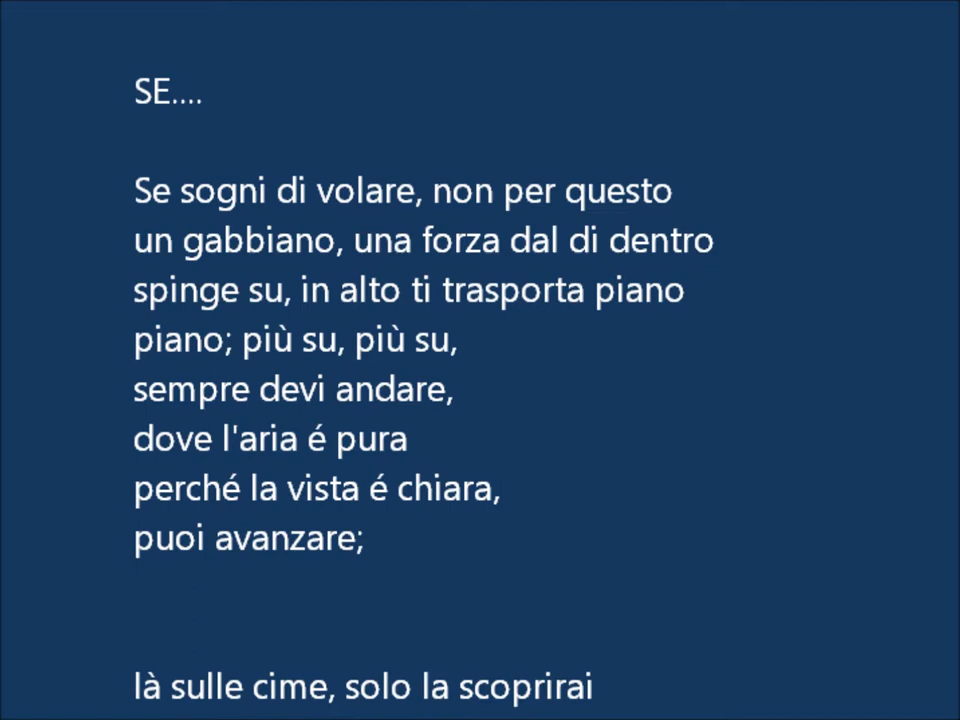 SE....
Se sogni di volare, non per questo
un gabbiano, una forza dal di dentro
spinge su, in alto ti trasporta piano
piano; più su, più su,
sempre devi andare,
dove l'aria é pura
perché la vista é chiara,
puoi avanzare;
là sulle cime, solo la scoprirai